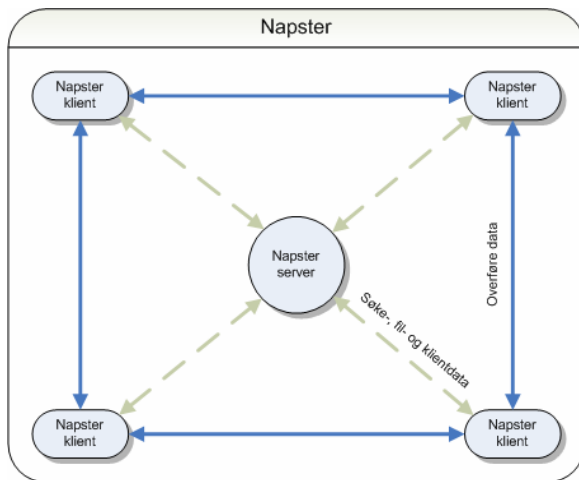 Napster
Napster
klient
Napster
klient
Napster
server
Overføre data
Søke-, fil- og klientdata
Napster
klient
Napster
klient